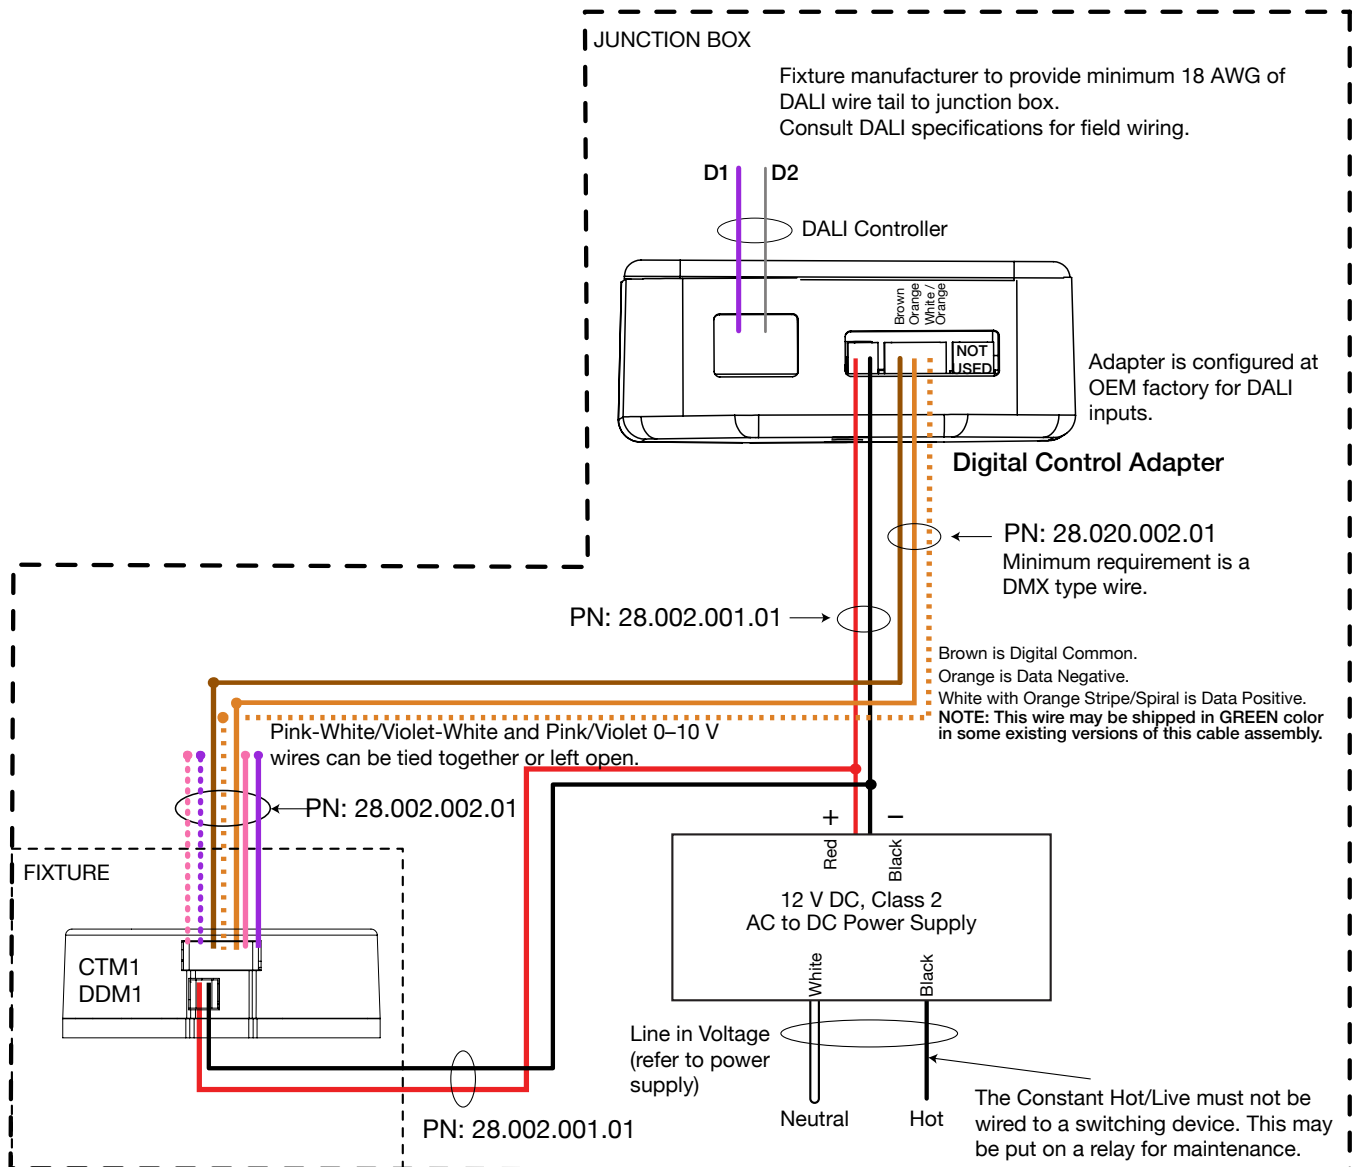 JUNCTION BOX
Fixture manufacturer to provide minimum 18 AWG of
DALI wire tail to junction box.
Consult DALI specifications for field wiring.
D1
D2
DALI Controller
Brown
Orange
White /
Orange
NOT
USED
Adapter is configured at
OEM factory for DALI
inputs.
Digital Control Adapter
PN: 28.020.002.01
Minimum requirement is a
DMX type wire.
PN: 28.002.001.01
Brown is Digital Common.
Orange is Data Negative.
White with Orange Stripe/Spiral is Data Positive.
NOTE: This wire may be shipped in GREEN color
in some existing versions of this cable assembly.
Pink-White/Violet-White and Pink/Violet 0–10 V
wires can be tied together or left open.
PN: 28.002.002.01
+
–
Red
Black
12 V DC, Class 2
AC to DC Power Supply
White
Black
FIXTURE
CTM1
DDM1
Line in Voltage
(refer to power
supply)
Neutral
Hot
The Constant Hot/Live must not be
wired to a switching device. This may
be put on a relay for maintenance.
PN: 28.002.001.01